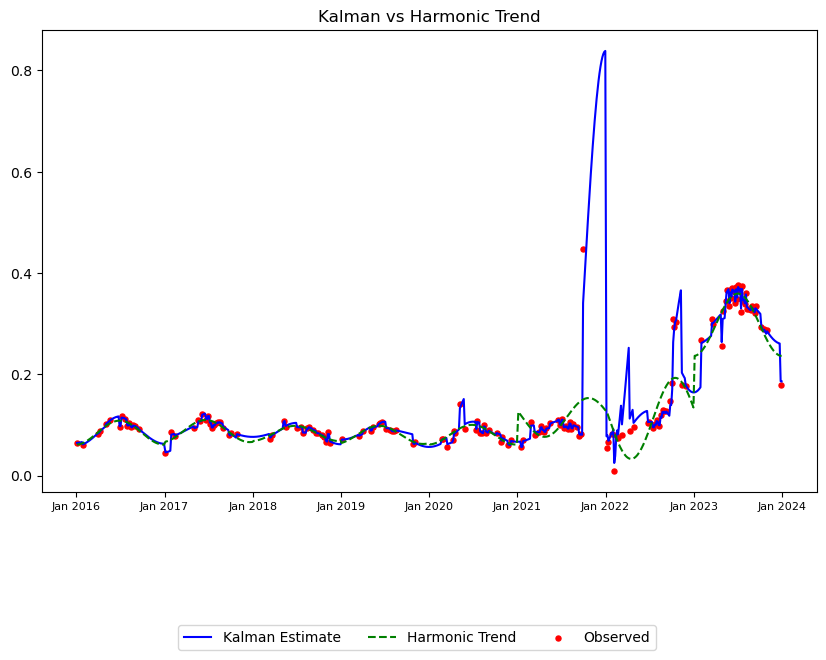 Kalman vs Harmonic Trend
0.8
0.6
0.4
0.2
0.0
Jan 2016 Jan 2017 Jan 2018 Jan 2019 Jan 2020 Jan 2021 Jan 2022 Jan 2023 Jan 2024
Kalman Estimate Harmonic Trend Observed